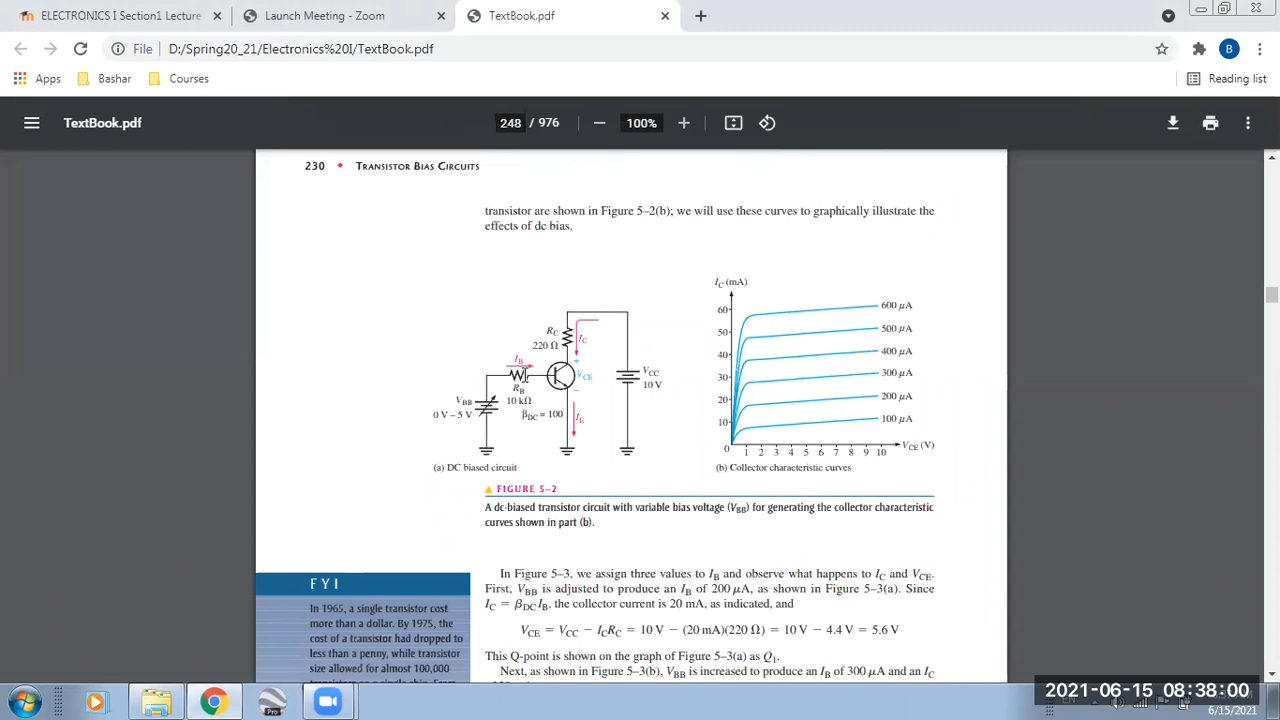 ELECTRONICS I Section1 Lecture
Launch Meeting - Zoom
TextBook.pdf
File
D:/Spring20_21/Electronics%20I/TextBook.pdf
B
Apps
Bashar
Courses
Reading list
TextBook.pdf
248 / 976
100%
230 ◆ TRANSISTOR BIAS CIRCUITS
transistor are shown in Figure 5–2(b); we will use these curves to graphically illustrate the
effects of dc bias.
RC
220 Ω
IC
IB
RB
10 kΩ
VBB
0 V – 5 V
βDC = 100
+
VCE
–
IE
VCC
10 V
(a) DC biased circuit
IC (mA)
60
50
40
30
20
10
0
1 2 3 4 5 6 7 8 9 10
VCE (V)
600 μA
500 μA
400 μA
300 μA
200 μA
100 μA
(b) Collector characteristic curves
▲ FIGURE 5–2
A dc-biased transistor circuit with variable bias voltage (VBB) for generating the collector characteristic
curves shown in part (b).
In Figure 5–3, we assign three values to IB and observe what happens to IC and VCE.
First, VBB is adjusted to produce an IB of 200 μA, as shown in Figure 5–3(a). Since
IC = βDCIB, the collector current is 20 mA, as indicated, and
VCE = VCC − ICRC = 10 V − (20 mA)(220 Ω) = 10 V − 4.4 V = 5.6 V
This Q-point is shown on the graph of Figure 5–3(a) as Q1.
Next, as shown in Figure 5–3(b), VBB is increased to produce an IB of 300 μA and an IC
FYI
In 1965, a single transistor cost
more than a dollar. By 1975, the
cost of a transistor had dropped to
less than a penny, while transistor
size allowed for almost 100,000
Pro
2021-06-15 08:38:00
6/15/2021